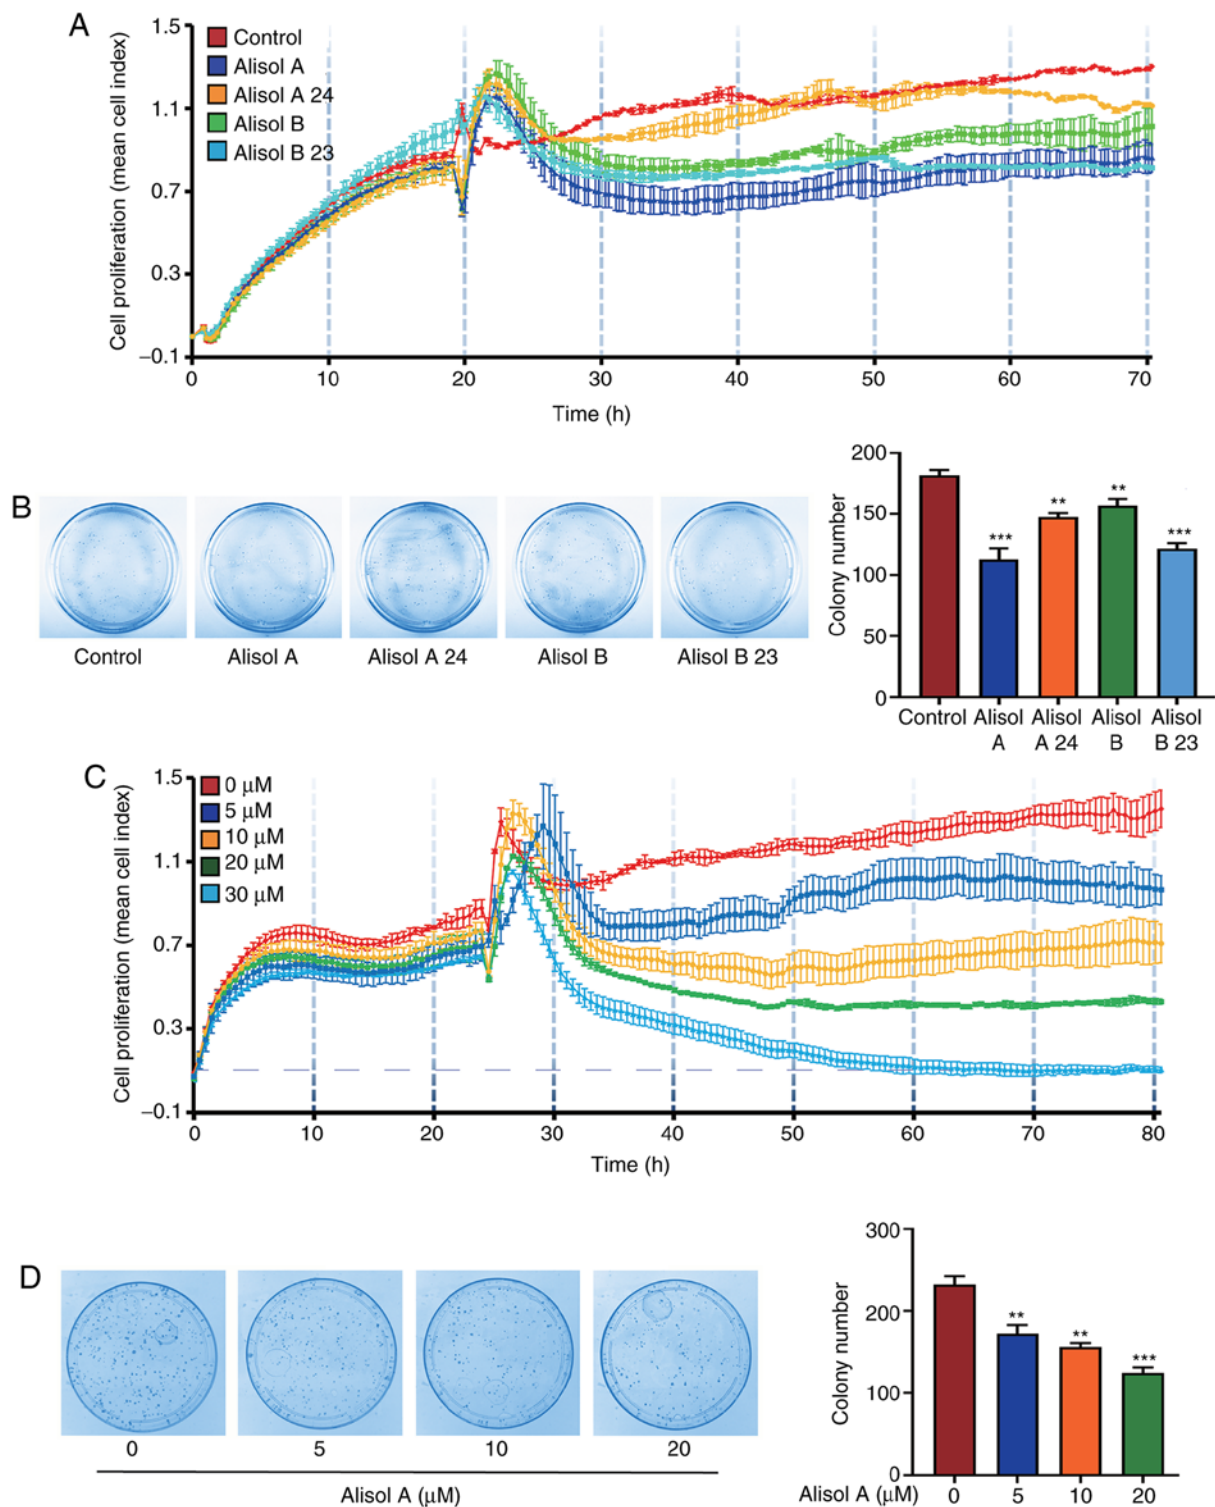 A
Cell proliferation (mean cell index)
1.5
1.1
0.7
0.3
−0.1
Control
Alisol A
Alisol A 24
Alisol B
Alisol B 23
0 10 20 30 40 50 60 70
Time (h)
B
Control Alisol A Alisol A 24 Alisol B Alisol B 23
Colony number
200
150
100
50
0
*** ** ** ***
Control Alisol Alisol Alisol Alisol
A A 24 B B 23
C
Cell proliferation (mean cell index)
1.5
1.1
0.7
0.3
−0.1
0 μM
5 μM
10 μM
20 μM
30 μM
0 10 20 30 40 50 60 70 80
Time (h)
D
0 5 10 20
Alisol A (μM)
Colony number
300
200
100
0
** ** ***
Alisol A (μM) 0 5 10 20